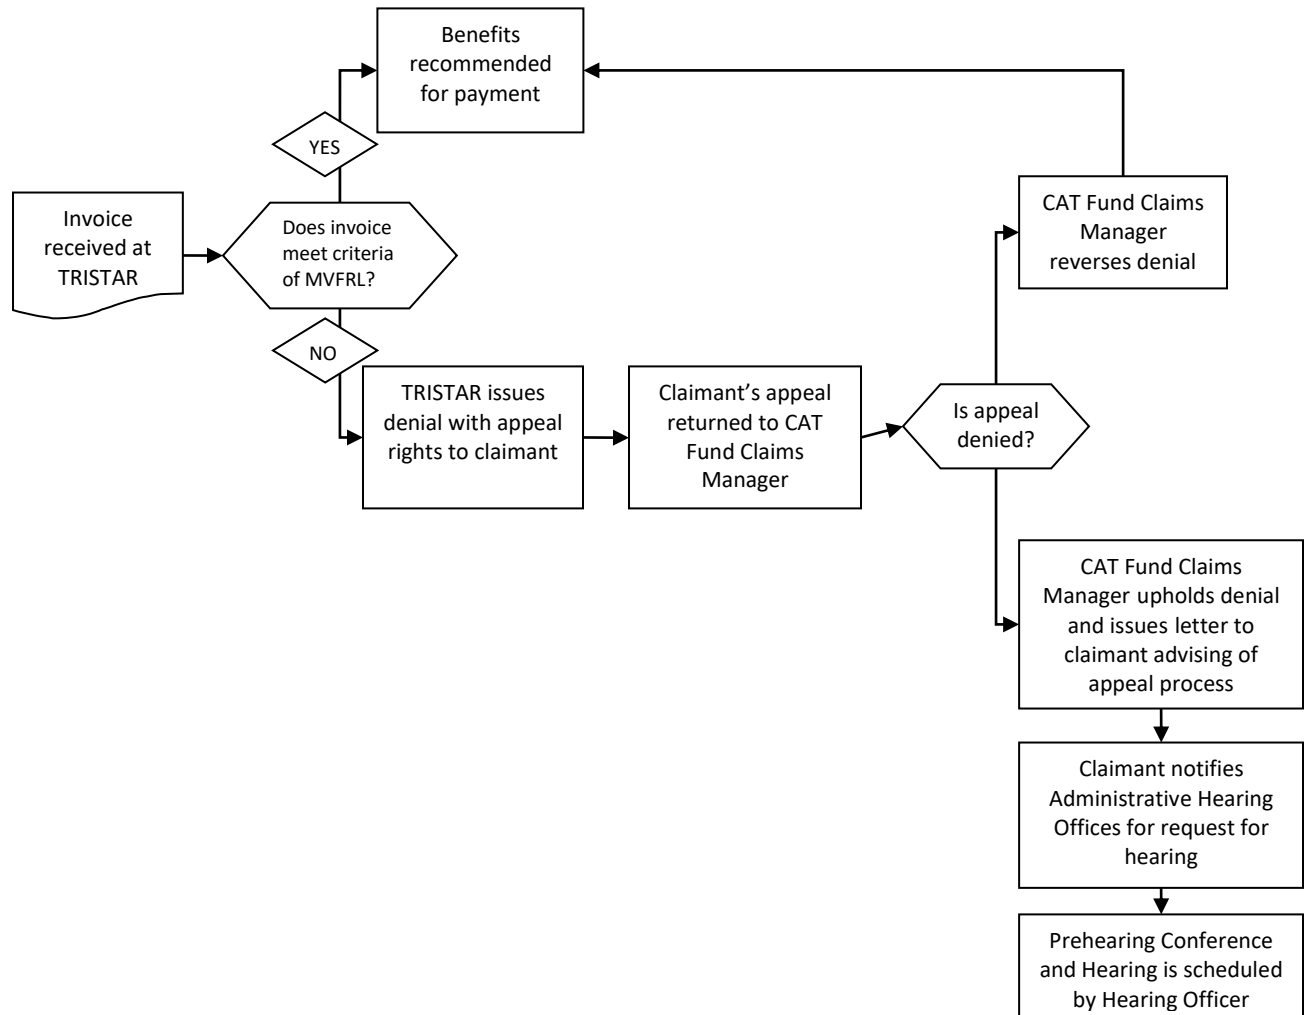 Benefits
recommended
for payment
YES
Invoice
received at
TRISTAR
Does invoice
meet criteria
of MVFRL?
NO
TRISTAR issues
denial with appeal
rights to claimant
Claimant’s appeal
returned to CAT
Fund Claims
Manager
Is appeal
denied?
CAT Fund Claims
Manager
reverses denial
CAT Fund Claims
Manager upholds denial
and issues letter to
claimant advising of
appeal process
Claimant notifies
Administrative Hearing
Offices for request for
hearing
Prehearing Conference
and Hearing is scheduled
by Hearing Officer